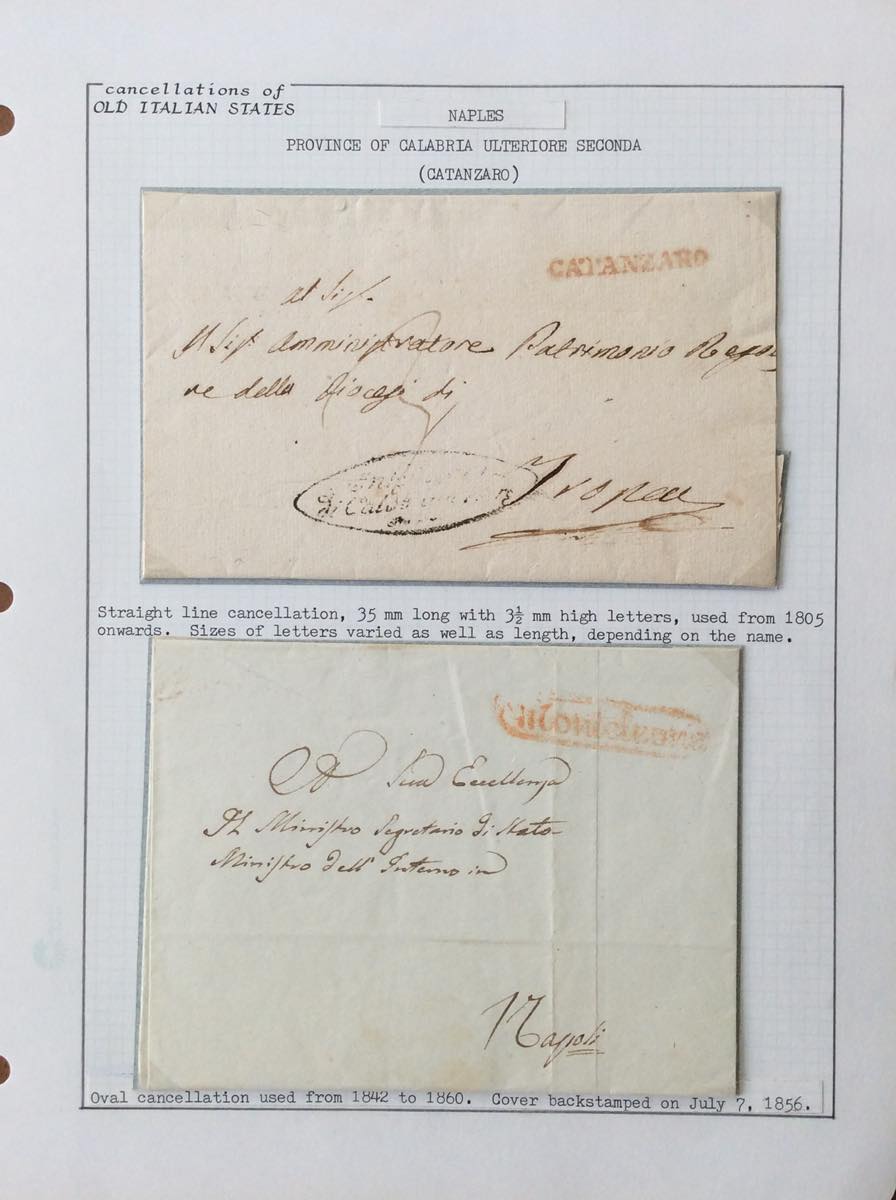 cancellations of
OLD ITALIAN STATES
NAPLES
PROVINCE OF CALABRIA ULTERIORE SECONDA
(CATANZARO)
CATANZARO
al Sig.
Il Sig. Amministratore Patrimonio
re della Diocesi di
di
Tropea
Straight line cancellation, 35 mm long with 3½ mm high letters, used from 1805
onwards. Sizes of letters varied as well as length, depending on the name.
Monteleone
A Sua Eccellenza
Il Ministro Segretario di Stato
Ministro dell' Interno in
Napoli
Oval cancellation used from 1842 to 1860. Cover backstamped on July 7, 1856.